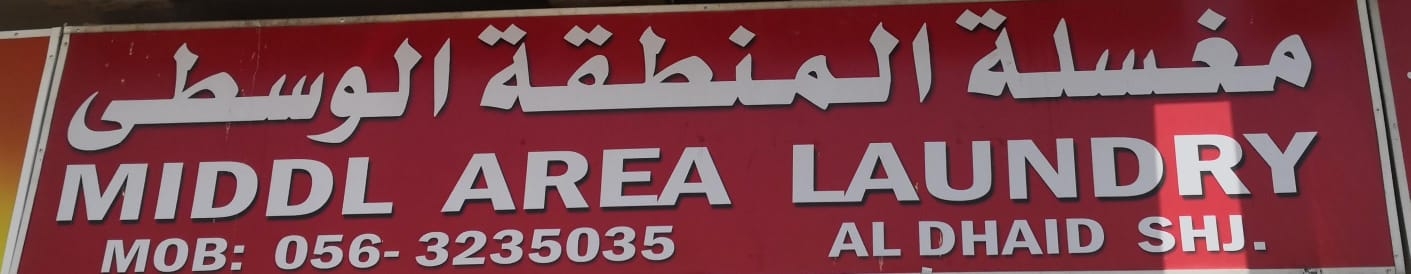 مغسلة المنطقة الوسطى
MIDDL AREA LAUNDRY
MOB: 056- 3235035 AL DHAID SHJ.